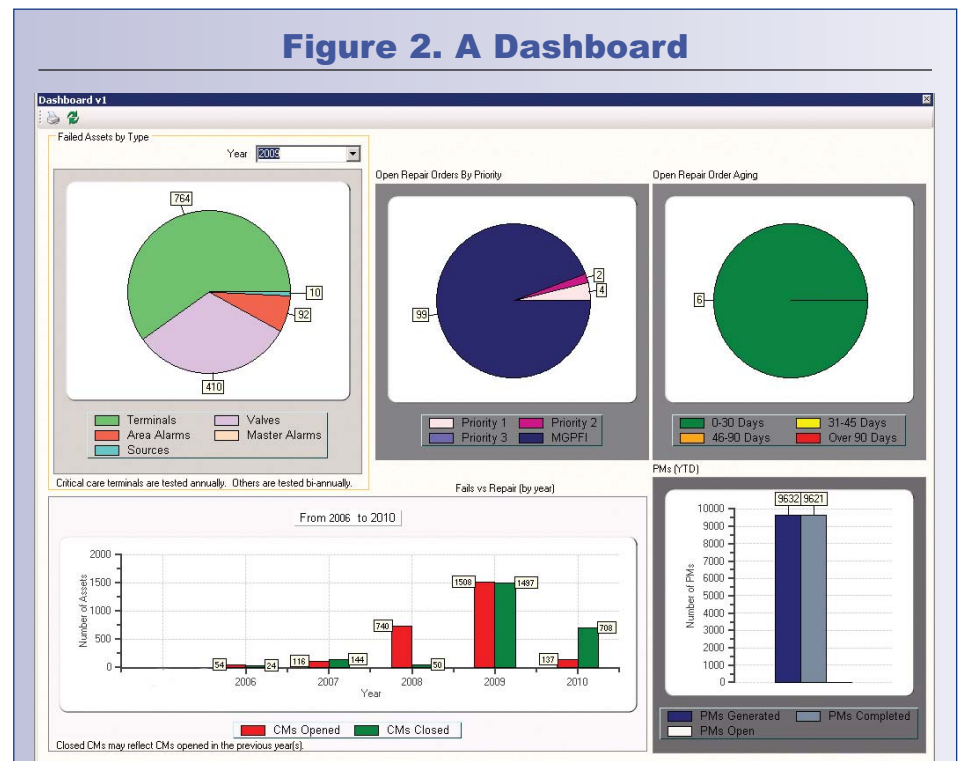 Figure 2. A Dashboard
Dashboard v1
Failed Assets by Type
Year 2009
764
10
92
410
Terminals
Valves
Area Alarms
Master Alarms
Sources
Critical care terminals are tested annually. Others are tested bi-annually.
Open Repair Orders By Priority
2
4
99
Priority 1
Priority 2
Priority 3
MGPFI
Open Repair Order Aging
6
0-30 Days
31-45 Days
46-90 Days
Over 90 Days
Fails vs Repair (by year)
From 2006 to 2010
Number of Assets
2000
1500
1000
500
0
54
24
116
144
740
50
1508
1497
137
708
2006
2007
2008
2009
2010
Year
CMs Opened
CMs Closed
Closed CMs may reflect CMs opened in the previous year(s).
PMs (YTD)
9632
9621
Number of PMs
10000
9000
8000
7000
6000
5000
4000
3000
2000
1000
0
PMs Generated
PMs Completed
PMs Open